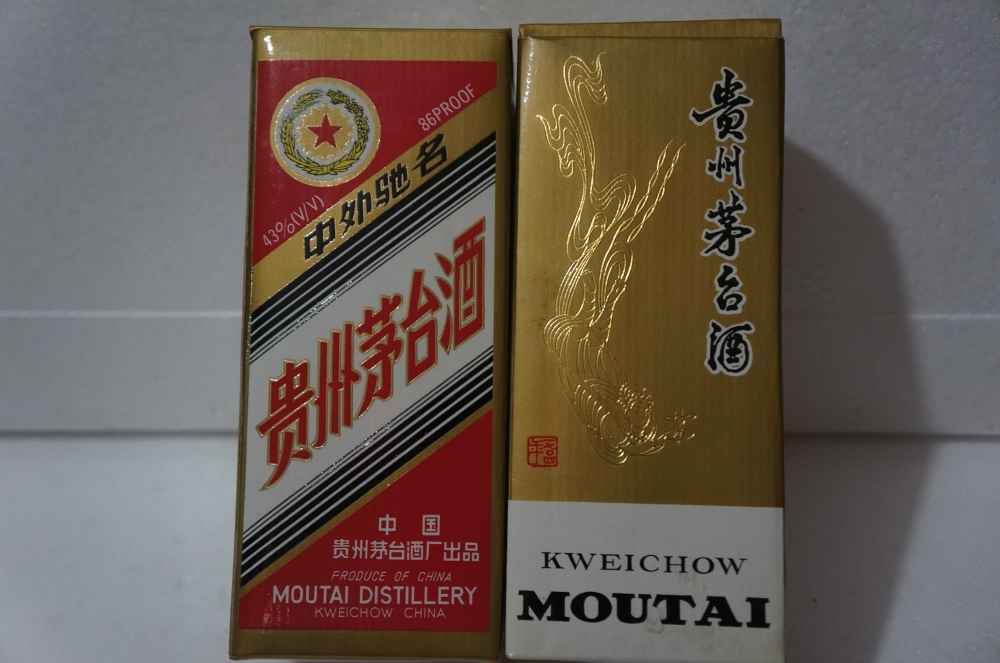 86PROOF
43%(V/V)
中外驰名
贵州茅台酒
中国
贵州茅台酒厂出品
PRODUCE OF CHINA
MOUTAI DISTILLERY
KWEICHOW CHINA
貴州茅台酒
KWEICHOW
MOUTAI